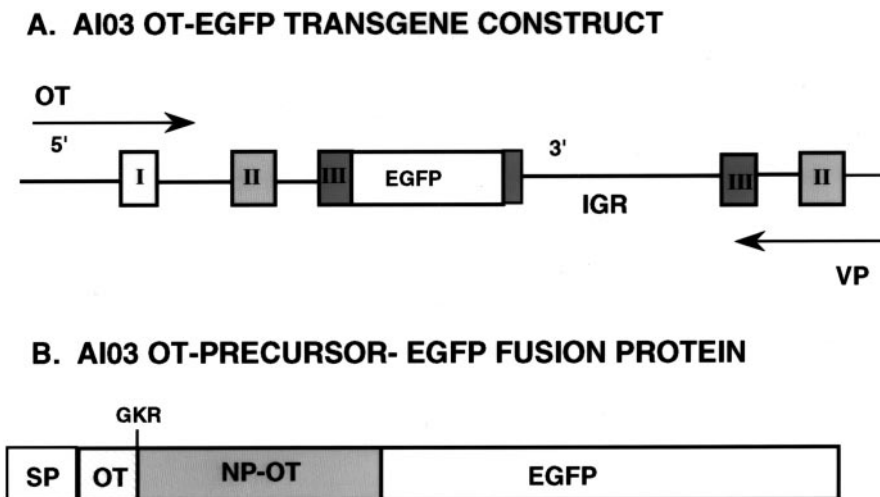 A. AI03 OT-EGFP TRANSGENE CONSTRUCT
OT
5'
3'
I
II
III
EGFP
III
II
IGR
VP
B. AI03 OT-PRECURSOR- EGFP FUSION PROTEIN
GKR
SP
OT
NP-OT
EGFP